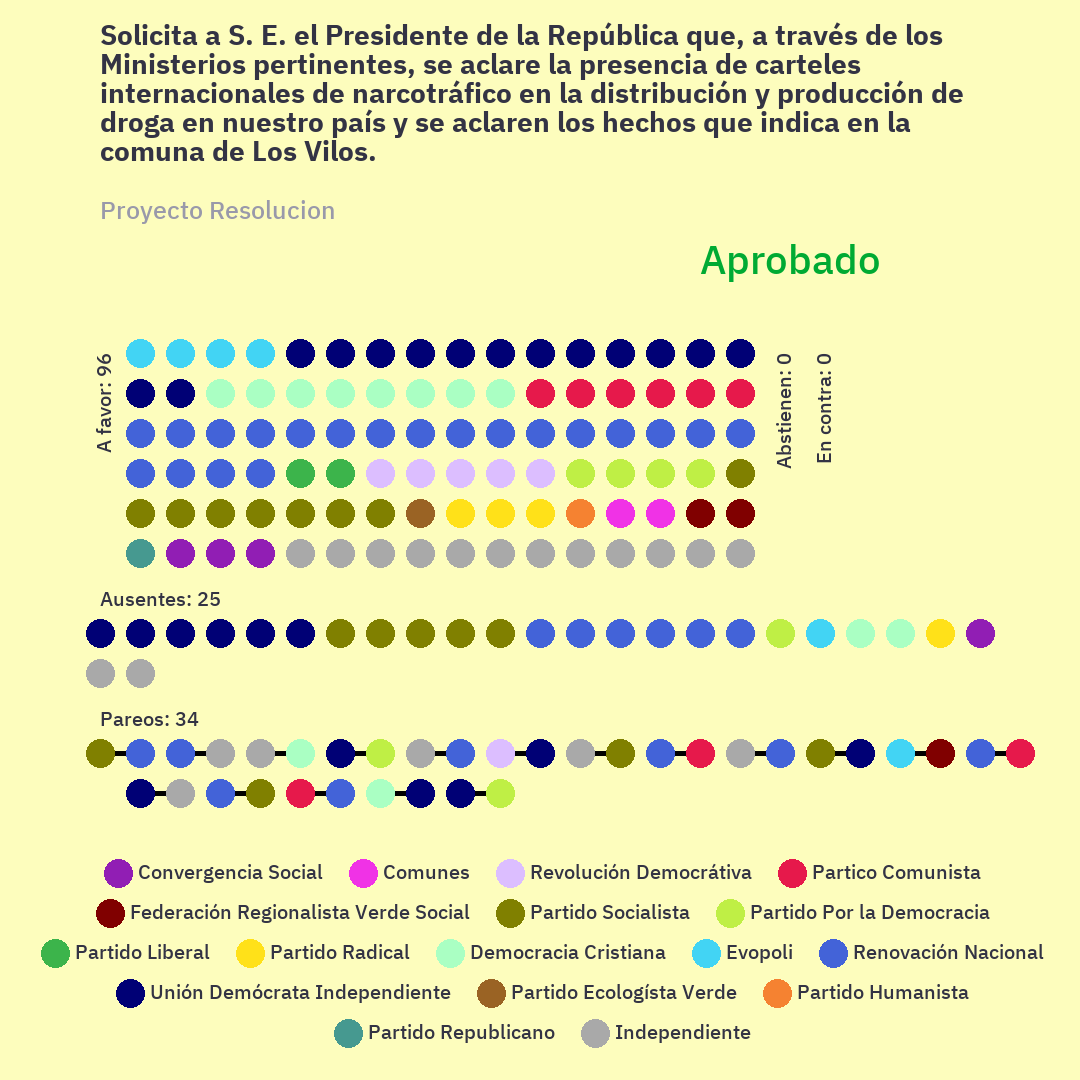 Solicita a S. E. el Presidente de la República que, a través de los
Ministerios pertinentes, se aclare la presencia de carteles
internacionales de narcotráfico en la distribución y producción de
droga en nuestro país y se aclaren los hechos que indica en la
comuna de Los Vilos.
Proyecto Resolucion
Aprobado
A favor: 96
Abstienen: 0
En contra: 0
Ausentes: 25
Pareos: 34
Convergencia Social Comunes Revolución Democrátiva Partico Comunista
Federación Regionalista Verde Social Partido Socialista Partido Por la Democracia
Partido Liberal Partido Radical Democracia Cristiana Evopoli Renovación Nacional
Unión Demócrata Independiente Partido Ecologísta Verde Partido Humanista
Partido Republicano Independiente